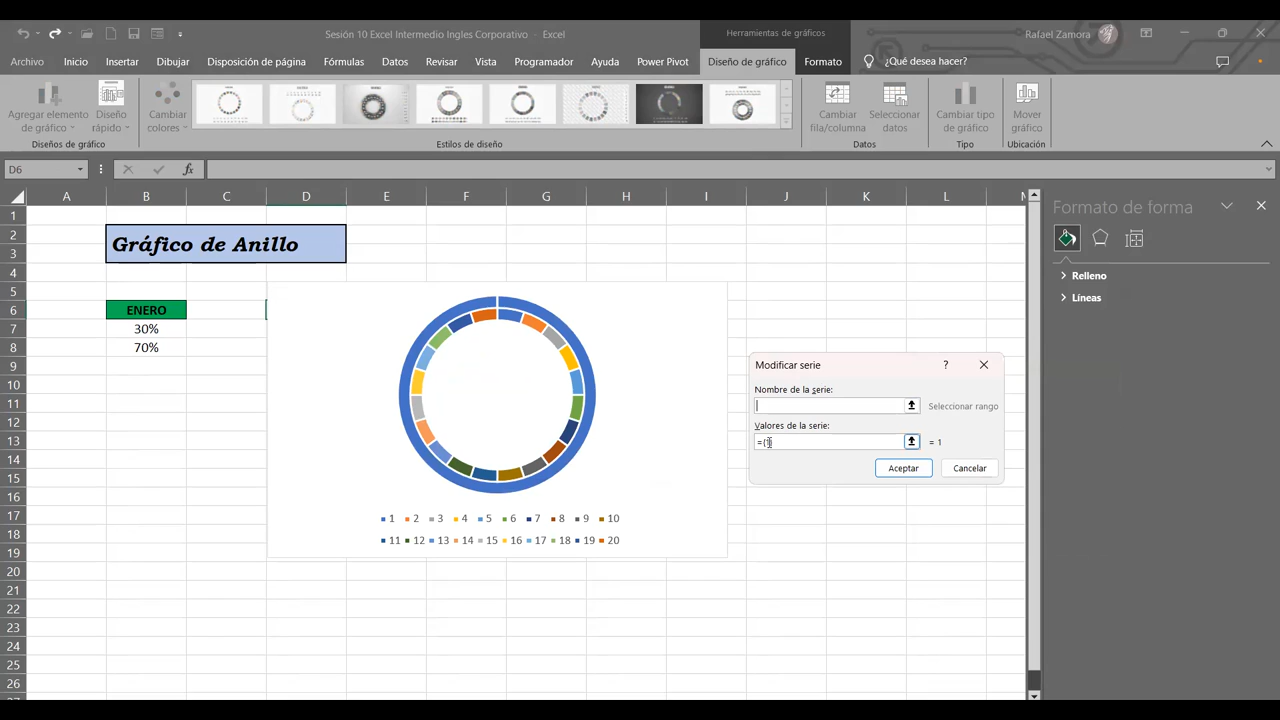 Sesión 10 Excel Intermedio Ingles Corporativo - Excel
Herramientas de gráficos
Rafael Zamora
Archivo Inicio Insertar Dibujar Disposición de página Fórmulas Datos Revisar Vista Programador Ayuda Power Pivot Diseño de gráfico Formato ¿Qué desea hacer?
Agregar elemento de gráfico
Diseño rápido
Cambiar colores
Cambiar fila/columna
Seleccionar datos
Cambiar tipo de gráfico
Mover gráfico
Diseños de gráfico Estilos de diseño Datos Tipo Ubicación
D6 fx
A B C D E F G H I J K L M
1
2
3
4
5
6
7
8
9
10
11
12
13
14
15
16
17
18
19
20
21
22
23
24
25
26
27
Gráfico de Anillo
ENERO
30%
70%
1 2 3 4 5 6 7 8 9 10
11 12 13 14 15 16 17 18 19 20
Modificar serie ?
Nombre de la serie:
Seleccionar rango
Valores de la serie:
= 1
Aceptar Cancelar
Formato de forma
Relleno
Líneas